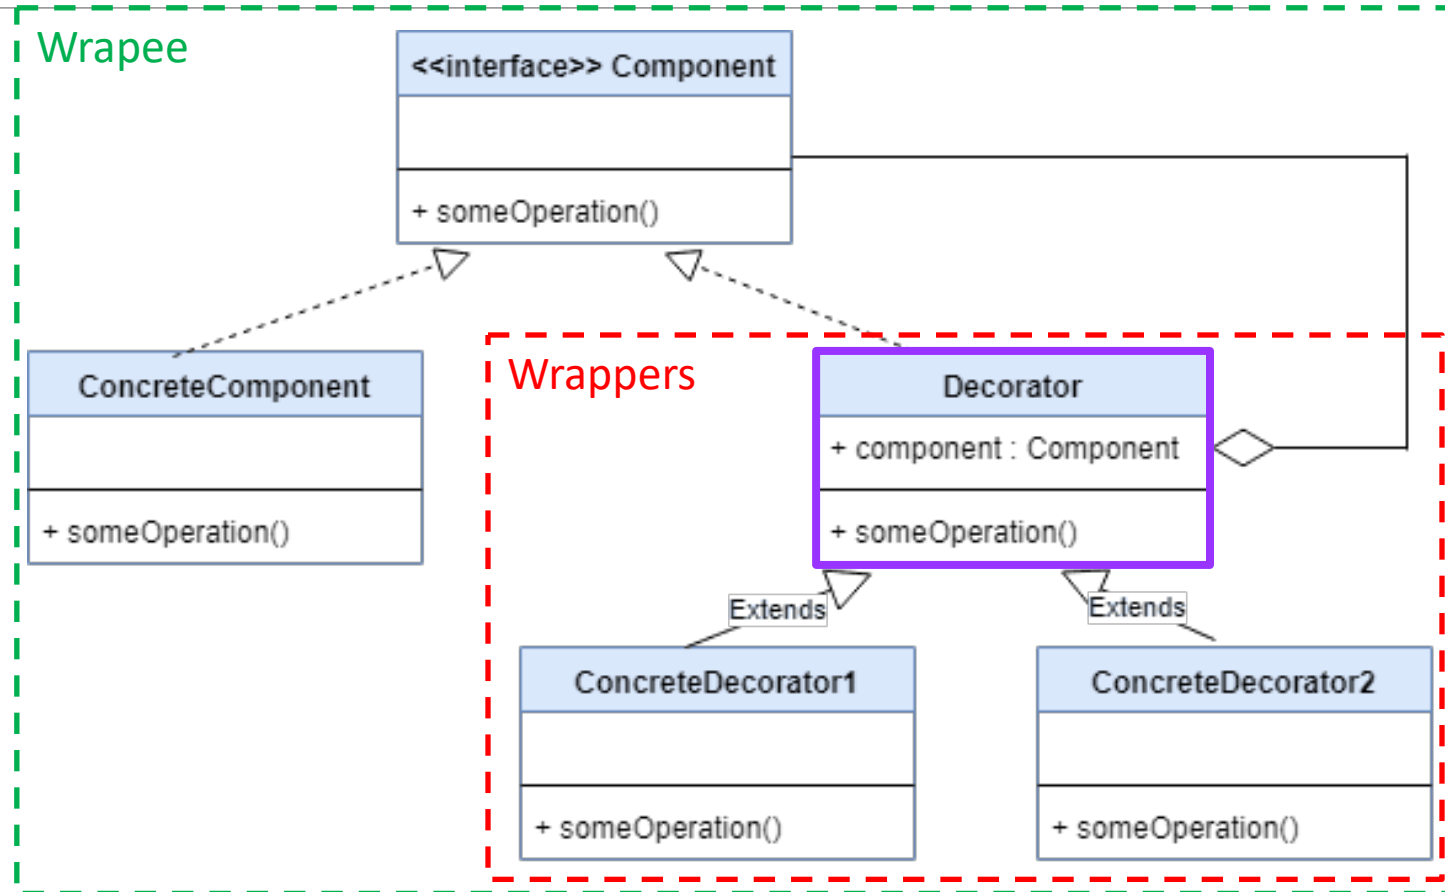 Wrapee
<<interface>> Component
+ someOperation()
ConcreteComponent
+ someOperation()
Wrappers
Decorator
+ component : Component
+ someOperation()
Extends
Extends
ConcreteDecorator1
+ someOperation()
ConcreteDecorator2
+ someOperation()